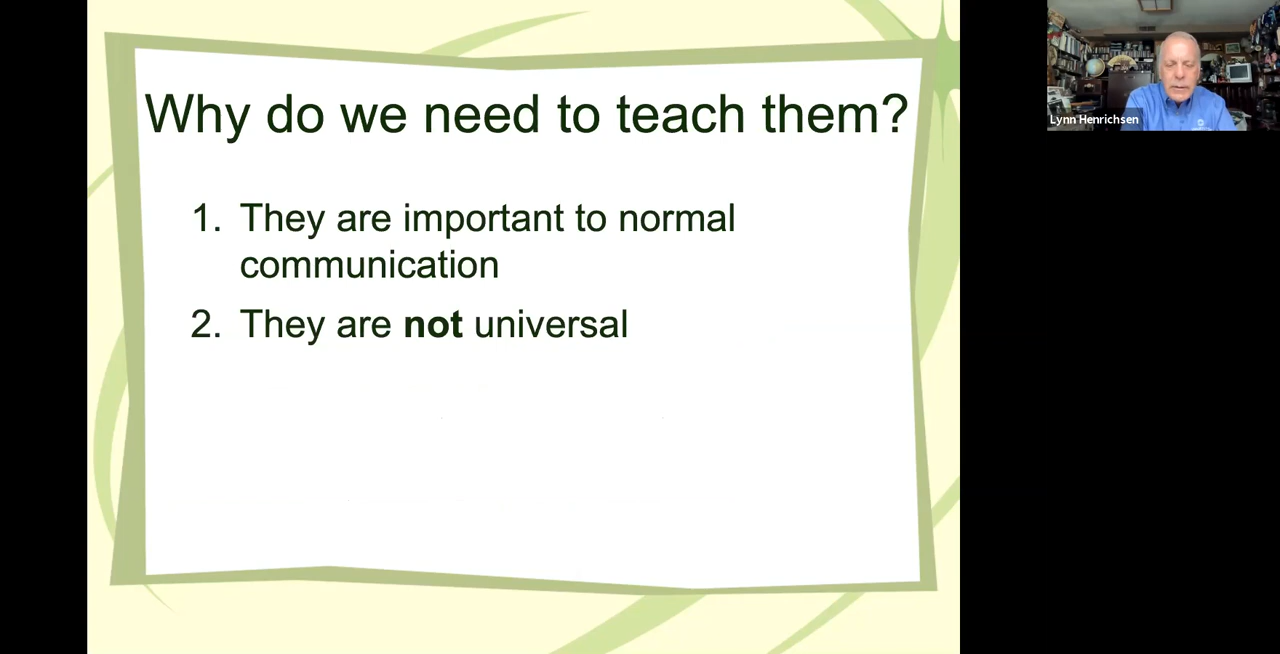 Why do we need to teach them?
1. They are important to normal
communication
2. They are not universal
Lynn Henrichsen